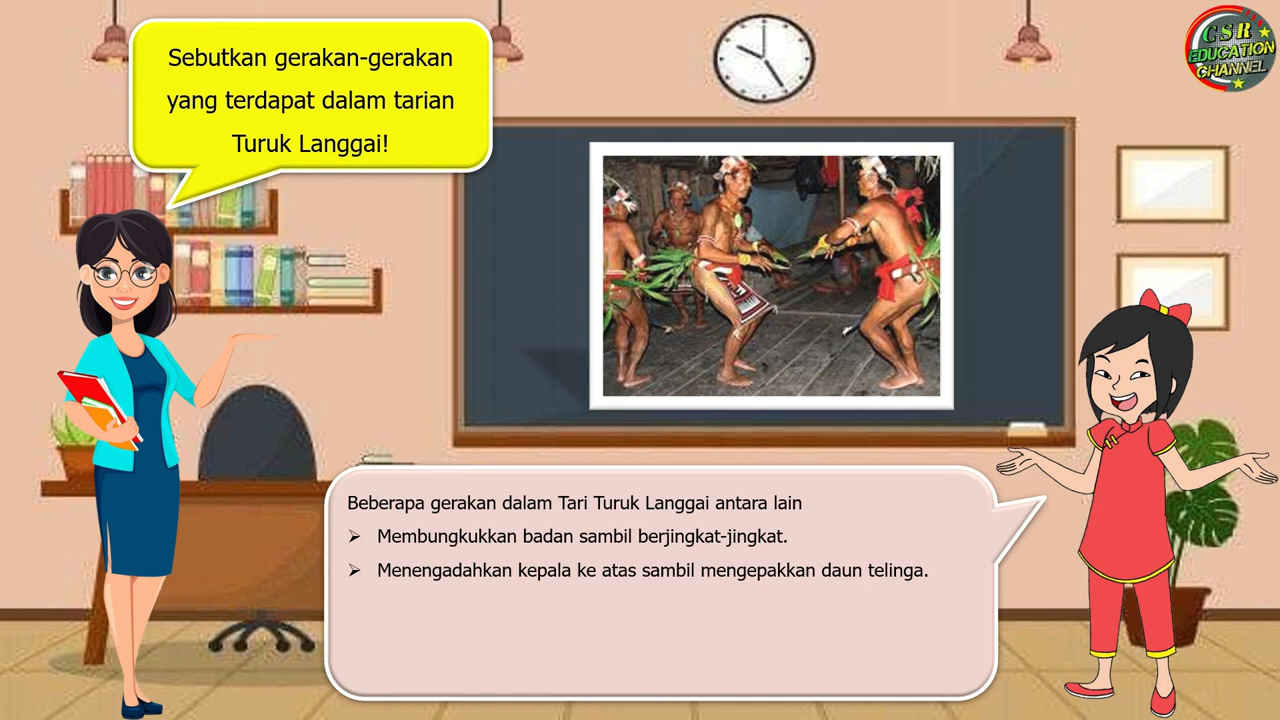 Sebutkan gerakan-gerakan
yang terdapat dalam tarian
Turuk Langgai!
CSR
EDUCATION
CHANNEL
Beberapa gerakan dalam Tari Turuk Langgai antara lain
➢ Membungkukkan badan sambil berjingkat-jingkat.
➢ Menengadahkan kepala ke atas sambil mengepakkan daun telinga.